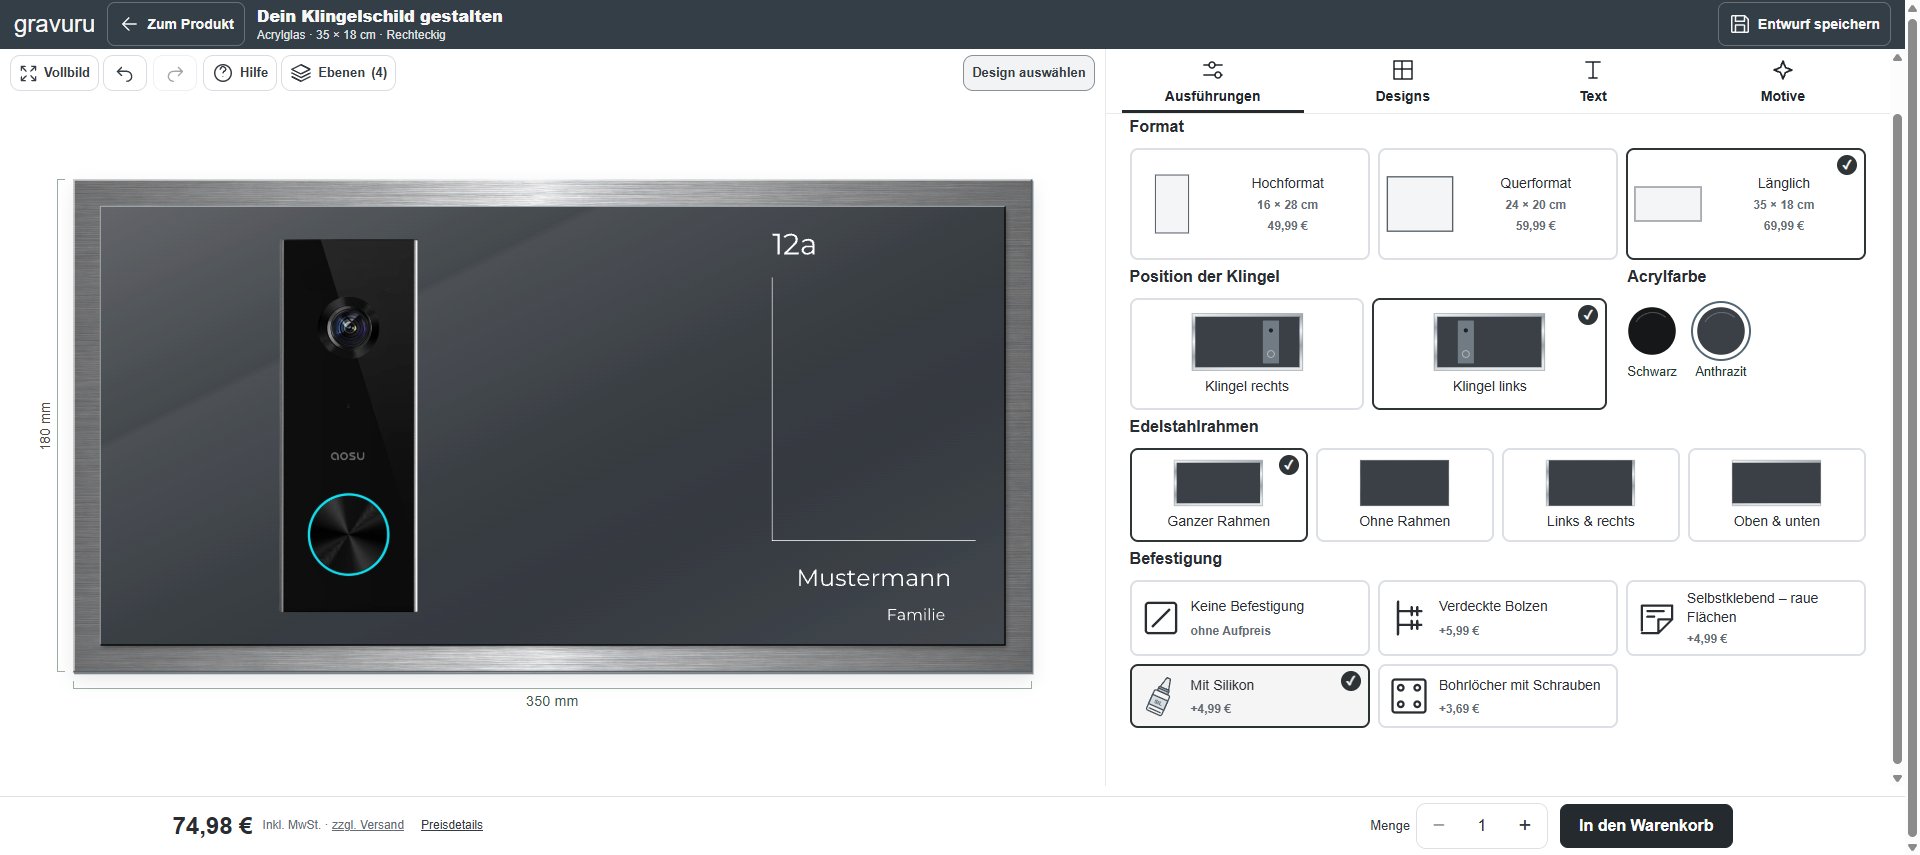 gravuru
Zum Produkt
Dein Klingelschild gestalten
Acrylglas · 35 × 18 cm · Rechteckig
Entwurf speichern
Vollbild
Hilfe
Ebenen (4)
Design auswählen
Ausführungen
Designs
Text
Motive
180 mm
12a
aosu
Mustermann
Familie
350 mm
Format
Hochformat
16 × 28 cm
49,99 €
Querformat
24 × 20 cm
59,99 €
Länglich
35 × 18 cm
69,99 €
Position der Klingel
Klingel rechts
Klingel links
Acrylfarbe
Schwarz
Anthrazit
Edelstahlrahmen
Ganzer Rahmen
Ohne Rahmen
Links & rechts
Oben & unten
Befestigung
Keine Befestigung
ohne Aufpreis
Verdeckte Bolzen
+5,99 €
Selbstklebend – raue
Flächen
+4,99 €
Mit Silikon
+4,99 €
Bohrlöcher mit Schrauben
+3,69 €
74,98 €
Inkl. MwSt. · zzgl. Versand
Preisdetails
Menge
1
In den Warenkorb